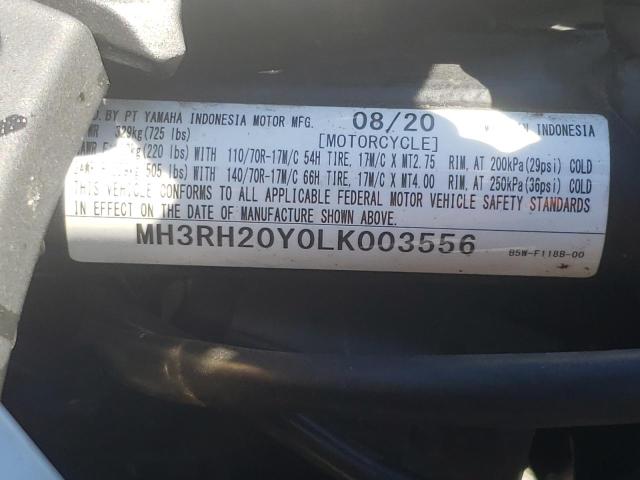 BY PT YAMAHA INDONESIA MOTOR MFG. 08/20 INDONESIA
329kg(725 lbs) [MOTORCYCLE]
(220 lbs) WITH 110/70R-17M/C 54H TIRE, 17M/C X MT2.75 RIM, AT 200kPa(29psi) COLD
505 lbs) WITH 140/70R-17M/C 66H TIRE, 17M/C X MT4.00 RIM, AT 250kPa(36psi) COLD
THIS VEHICLE CONFORMS TO ALL APPLICABLE FEDERAL MOTOR VEHICLE SAFETY STANDARDS
IN EFFECT ON THE DATE OF MANUFACTURE SHOWN ABOVE.
MH3RH20Y0LK003556
B5W-F118B-00